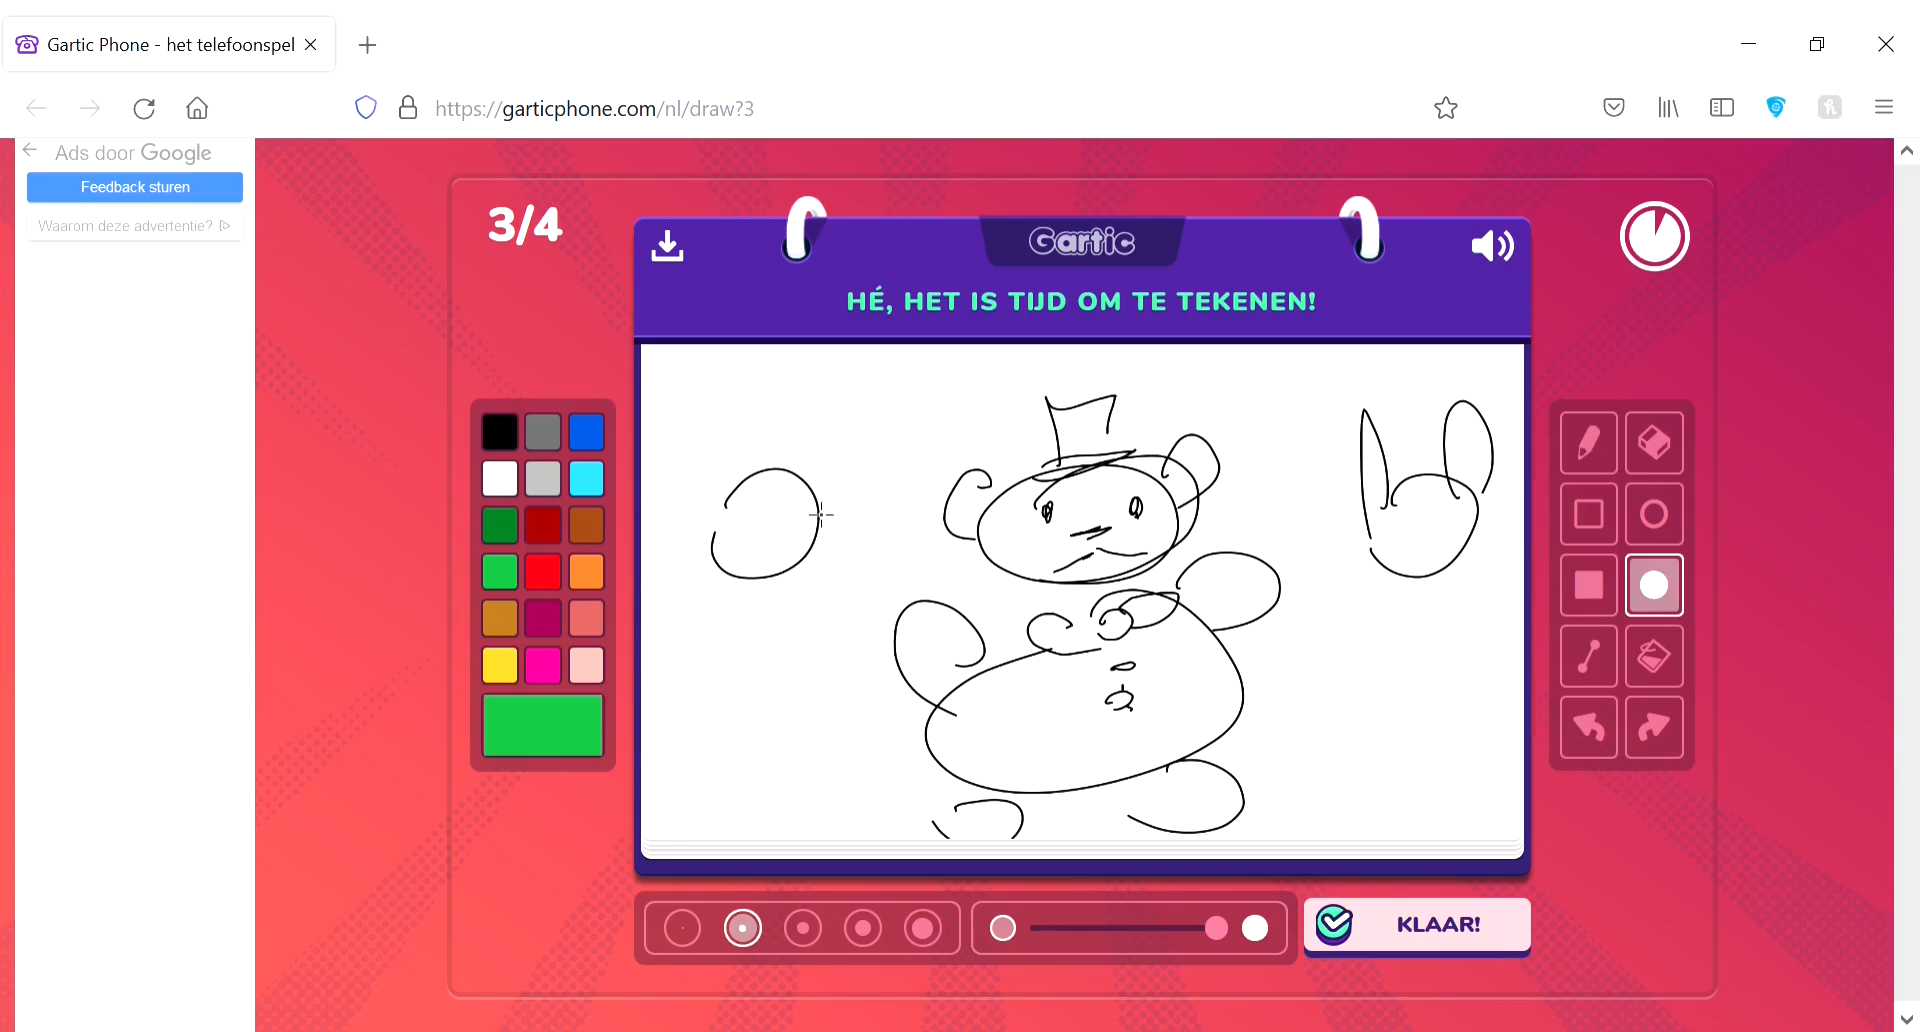 Gartic Phone - het telefoonspel
https://garticphone.com/nl/draw?3
Ads door Google
Feedback sturen
Waarom deze advertentie?
3/4
Gartic
HÉ, HET IS TIJD OM TE TEKENEN!
KLAAR!